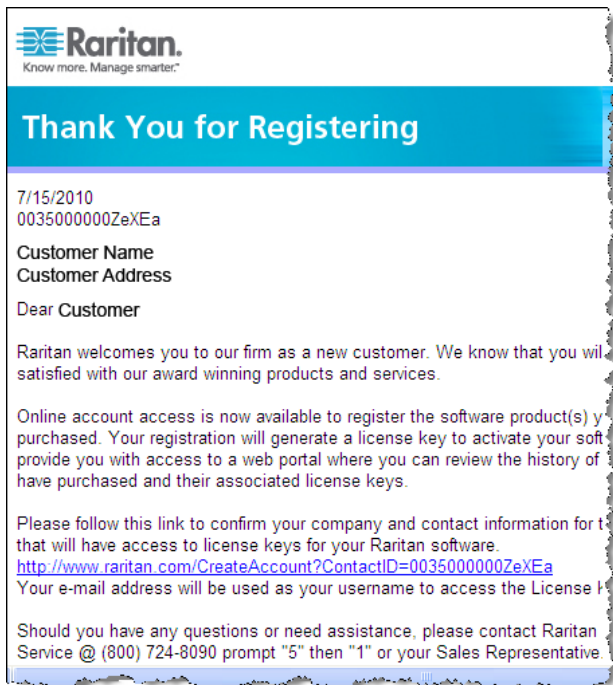 Raritan.
Know more. Manage smarter.™
Thank You for Registering
7/15/2010
0035000000ZeXEa
Customer Name
Customer Address
Dear Customer
Raritan welcomes you to our firm as a new customer. We know that you wil
satisfied with our award winning products and services.
Online account access is now available to register the software product(s) y
purchased. Your registration will generate a license key to activate your soft
provide you with access to a web portal where you can review the history of
have purchased and their associated license keys.
Please follow this link to confirm your company and contact information for t
that will have access to license keys for your Raritan software.
http://www.raritan.com/CreateAccount?ContactID=0035000000ZeXEa
Your e-mail address will be used as your username to access the License
Should you have any questions or need assistance, please contact Raritan
Service @ (800) 724-8090 prompt "5" then "1" or your Sales Representative.